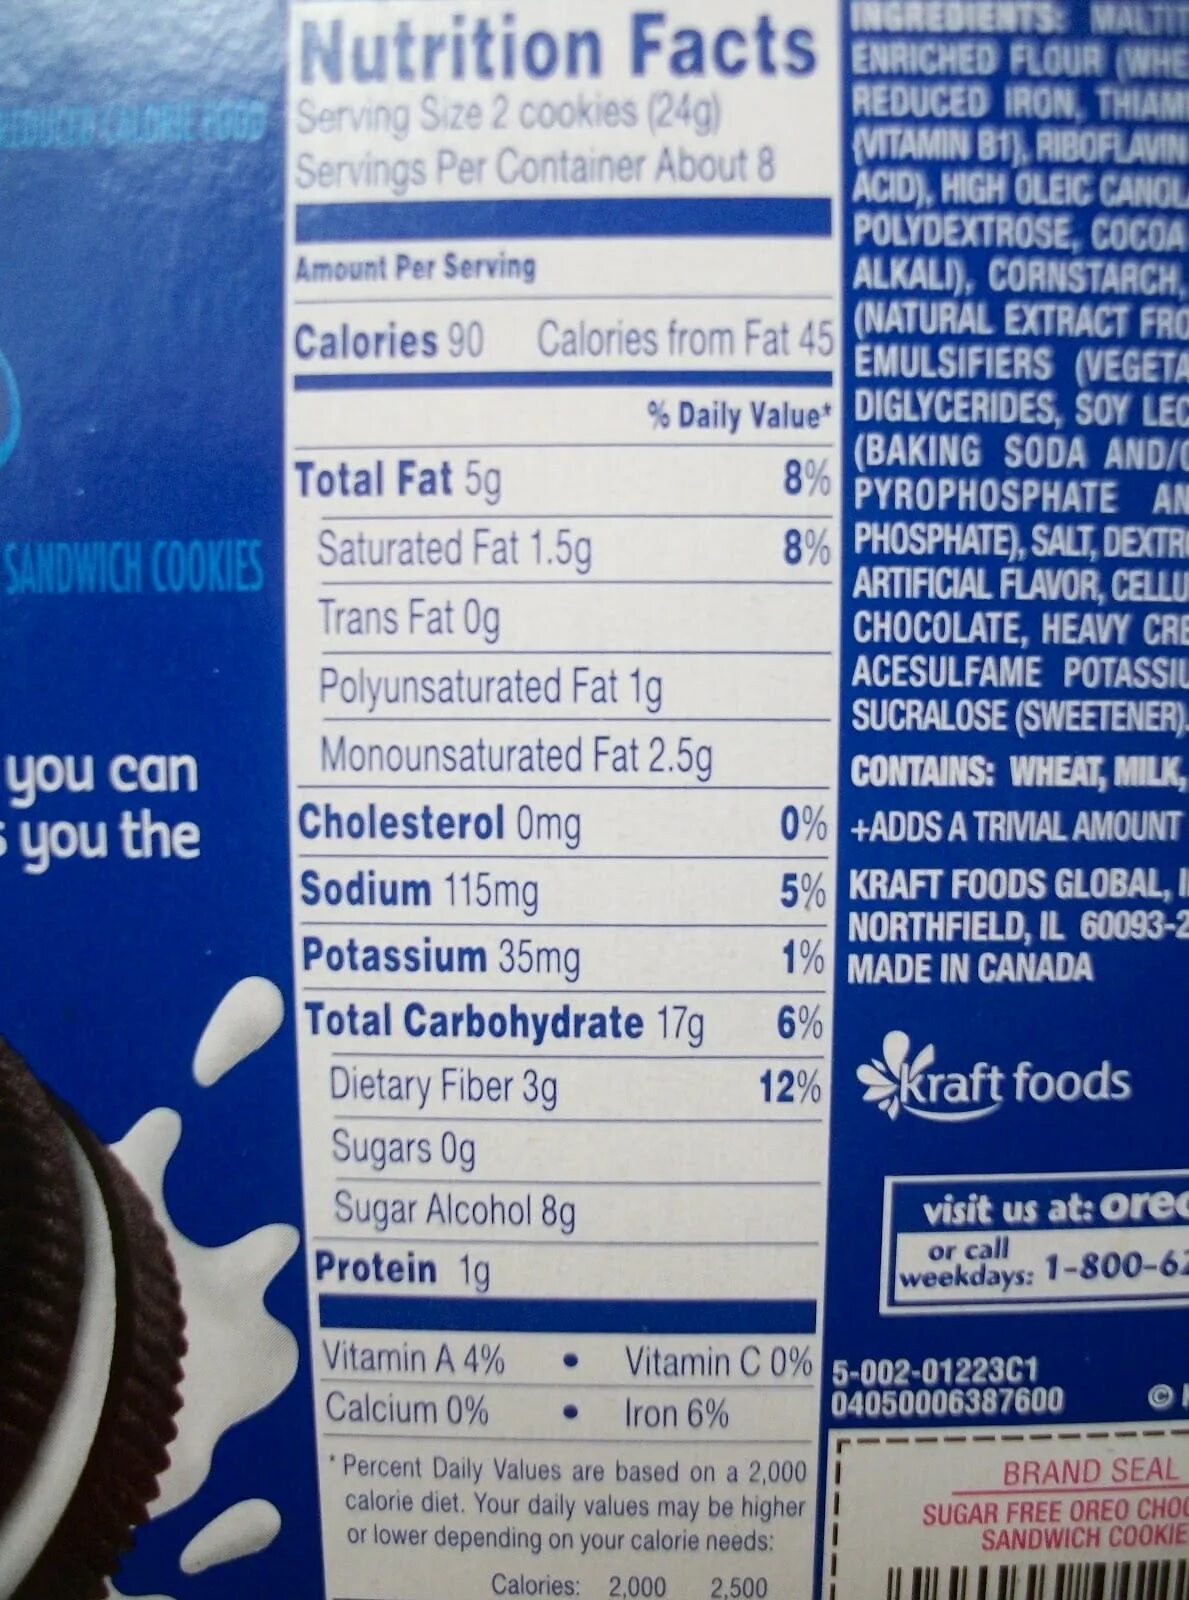 REDUCED CALORIE FOOD
SANDWICH COOKIES
you can
you the
Nutrition Facts
Serving Size 2 cookies (24g)
Servings Per Container About 8
Amount Per Serving
Calories 90 Calories from Fat 45
% Daily Value*
Total Fat 5g 8%
Saturated Fat 1.5g 8%
Trans Fat 0g
Polyunsaturated Fat 1g
Monounsaturated Fat 2.5g
Cholesterol 0mg 0%
Sodium 115mg 5%
Potassium 35mg 1%
Total Carbohydrate 17g 6%
Dietary Fiber 3g 12%
Sugars 0g
Sugar Alcohol 8g
Protein 1g
Vitamin A 4% • Vitamin C 0%
Calcium 0% • Iron 6%
* Percent Daily Values are based on a 2,000
calorie diet. Your daily values may be higher
or lower depending on your calorie needs:
Calories: 2,000 2,500
INGREDIENTS:
ENRICHED FLOUR
REDUCED IRON,
(VITAMIN B1), RIBOFLAVIN
ACID), HIGH OLEIC
POLYDEXTROSE, COCOA
ALKALI), CORNSTARCH,
(NATURAL EXTRACT
EMULSIFIERS
DIGLYCERIDES, SOY
(BAKING SODA
PYROPHOSPHATE
PHOSPHATE), SALT,
ARTIFICIAL FLAVOR,
CHOCOLATE, HEAVY
ACESULFAME
SUCRALOSE (SWEETENER).
CONTAINS: WHEAT, MILK,
+ADDS A TRIVIAL AMOUNT
KRAFT FOODS GLOBAL,
NORTHFIELD, IL 60093-2
MADE IN CANADA
kraft foods
visit us at: oreo
or call
weekdays: 1-800-62
5-002-01223C1
04050006387600 ©
BRAND SEAL
SUGAR FREE OREO
SANDWICH COOKIE